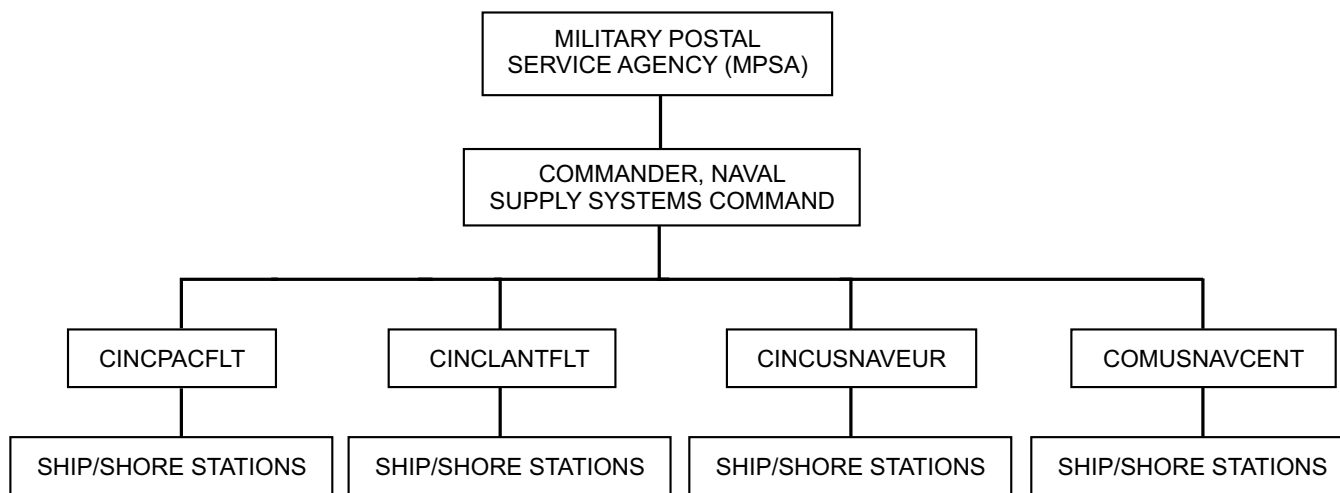 MILITARY POSTAL
SERVICE AGENCY (MPSA)
COMMANDER, NAVAL
SUPPLY SYSTEMS COMMAND
CINCPACFLT
CINCLANTFLT
CINCUSNAVEUR
COMUSNAVCENT
SHIP/SHORE STATIONS
SHIP/SHORE STATIONS
SHIP/SHORE STATIONS
SHIP/SHORE STATIONS